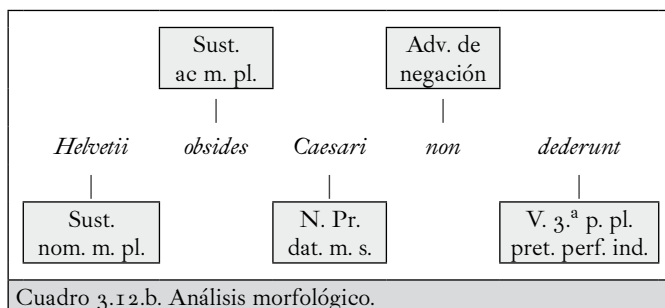 Sust.
ac m. pl.
Adv. de
negación
Helvetii obsides Caesari non dederunt
Sust.
nom. m. pl.
N. Pr.
dat. m. s.
V. 3.ª p. pl.
pret. perf. ind.
Cuadro 3.12.b. Análisis morfológico.